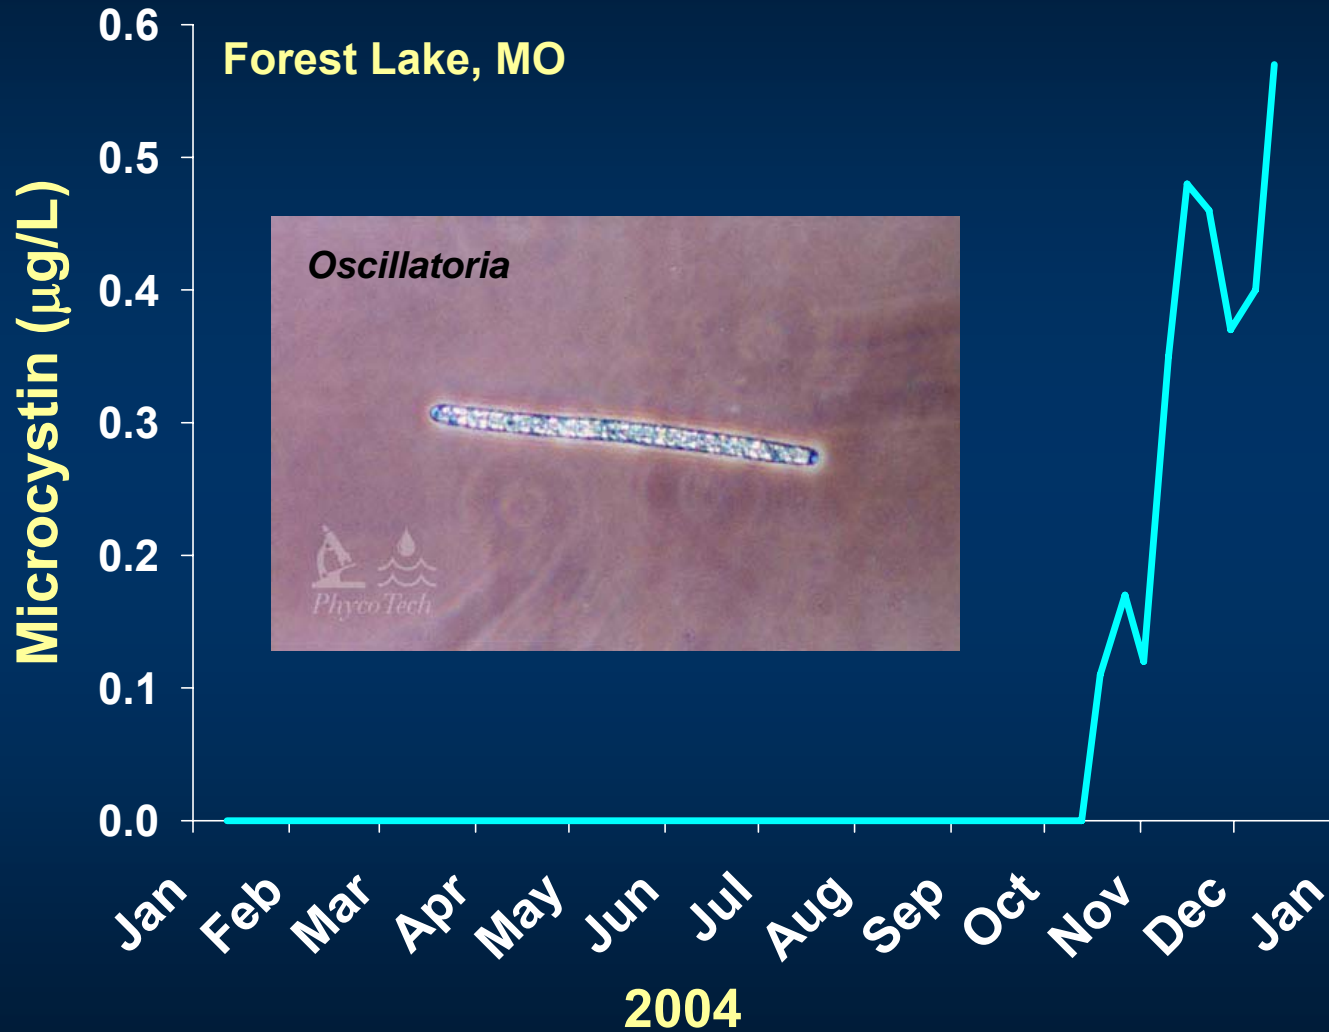 Forest Lake, MO
Microcystin (μg/L)
0.6
0.5
0.4
0.3
0.2
0.1
0.0
Oscillatoria
PhycoTech
Jan
Feb
Mar
Apr
May
Jun
Jul
Aug
Sep
Oct
Nov
Dec
Jan
2004